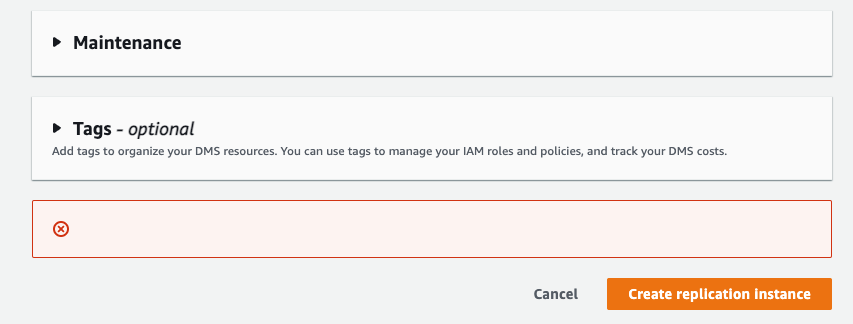 Maintenance
Tags - optional
Add tags to organize your DMS resources. You can use tags to manage your IAM roles and policies, and track your DMS costs.
Cancel
Create replication instance